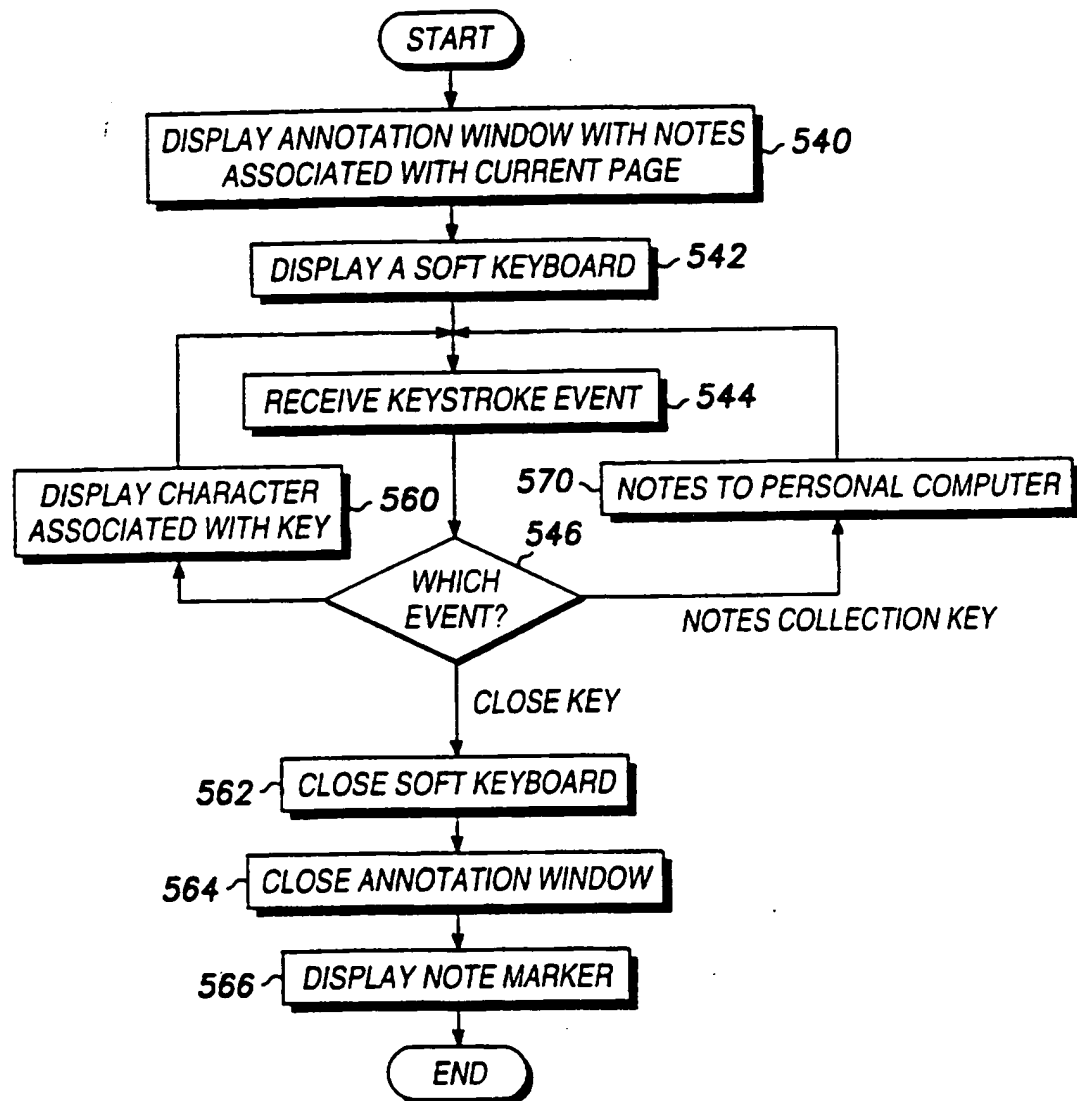 START
DISPLAY ANNOTATION WINDOW WITH NOTES
ASSOCIATED WITH CURRENT PAGE
540
DISPLAY A SOFT KEYBOARD
542
RECEIVE KEYSTROKE EVENT
544
DISPLAY CHARACTER
ASSOCIATED WITH KEY
560
570
NOTES TO PERSONAL COMPUTER
546
WHICH
EVENT?
NOTES COLLECTION KEY
CLOSE KEY
562
CLOSE SOFT KEYBOARD
564
CLOSE ANNOTATION WINDOW
566
DISPLAY NOTE MARKER
END